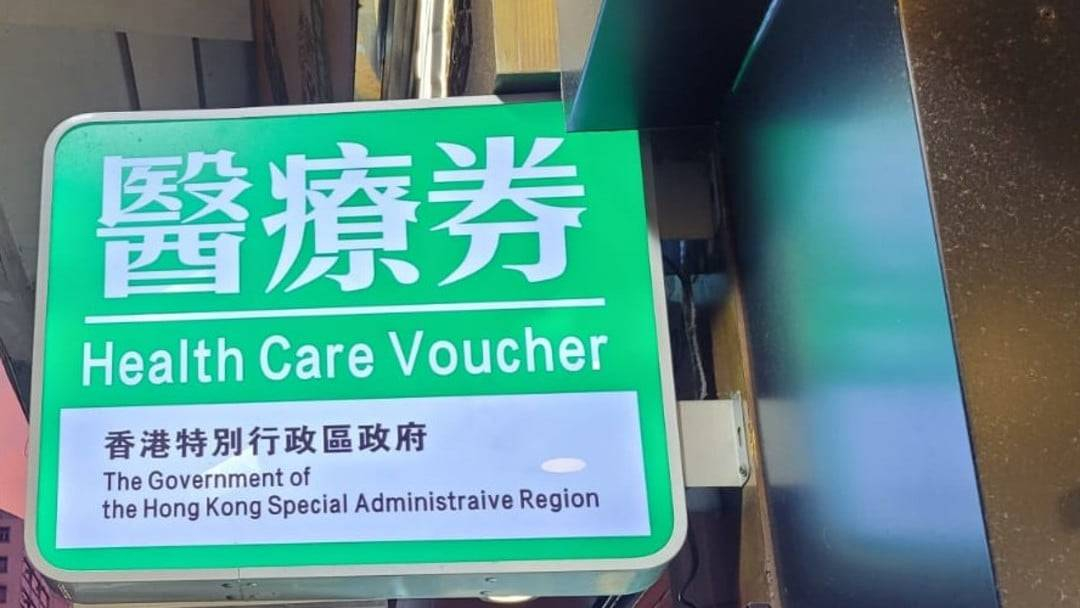 醫療券
Health Care Voucher
香港特別行政區政府
The Government of
the Hong Kong Special Administraive Region